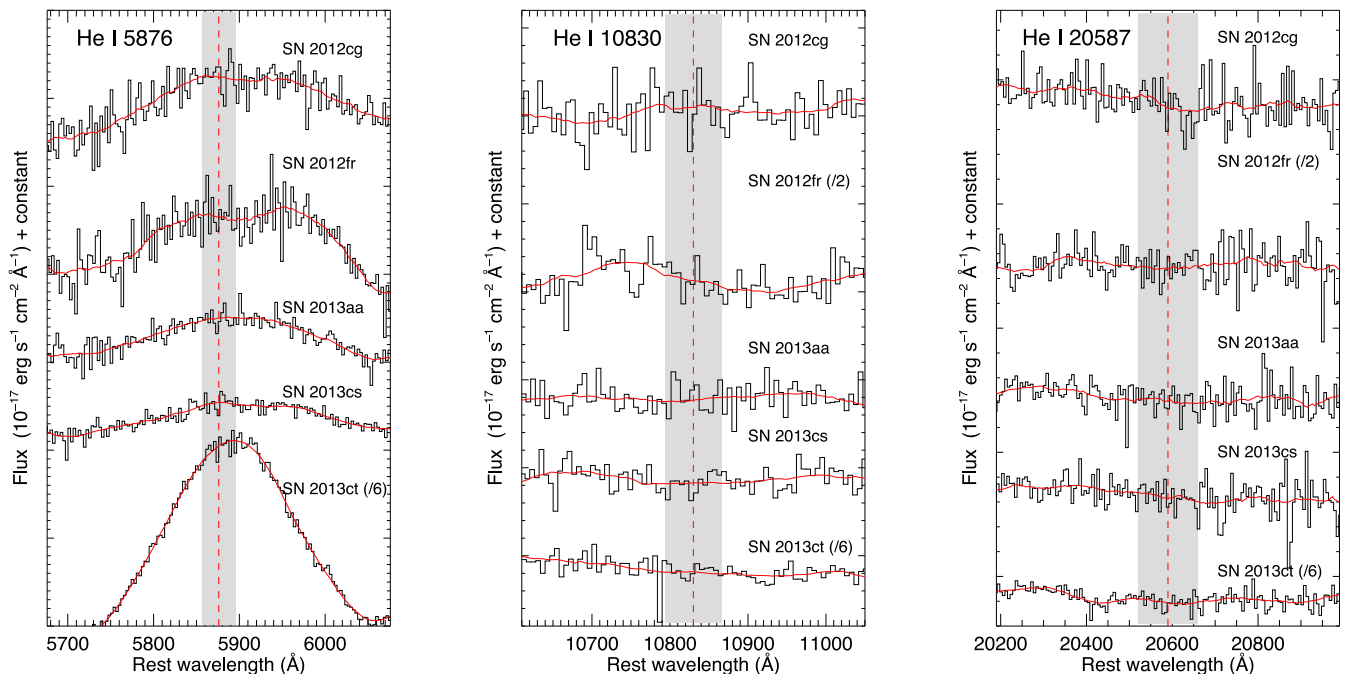 He I 5876
SN 2012cg
SN 2012fr
SN 2013aa
SN 2013cs
SN 2013ct (/6)
Flux (10⁻¹⁷ erg s⁻¹ cm⁻² Å⁻¹) + constant
5700 5800 5900 6000
Rest wavelength (Å)
He I 10830
SN 2012cg
SN 2012fr (/2)
SN 2013aa
SN 2013cs
SN 2013ct (/6)
Flux (10⁻¹⁷ erg s⁻¹ cm⁻² Å⁻¹) + constant
10700 10800 10900 11000
Rest wavelength (Å)
He I 20587
SN 2012cg
SN 2012fr (/2)
SN 2013aa
SN 2013cs
SN 2013ct (/6)
Flux (10⁻¹⁷ erg s⁻¹ cm⁻² Å⁻¹) + constant
20200 20400 20600 20800
Rest wavelength (Å)